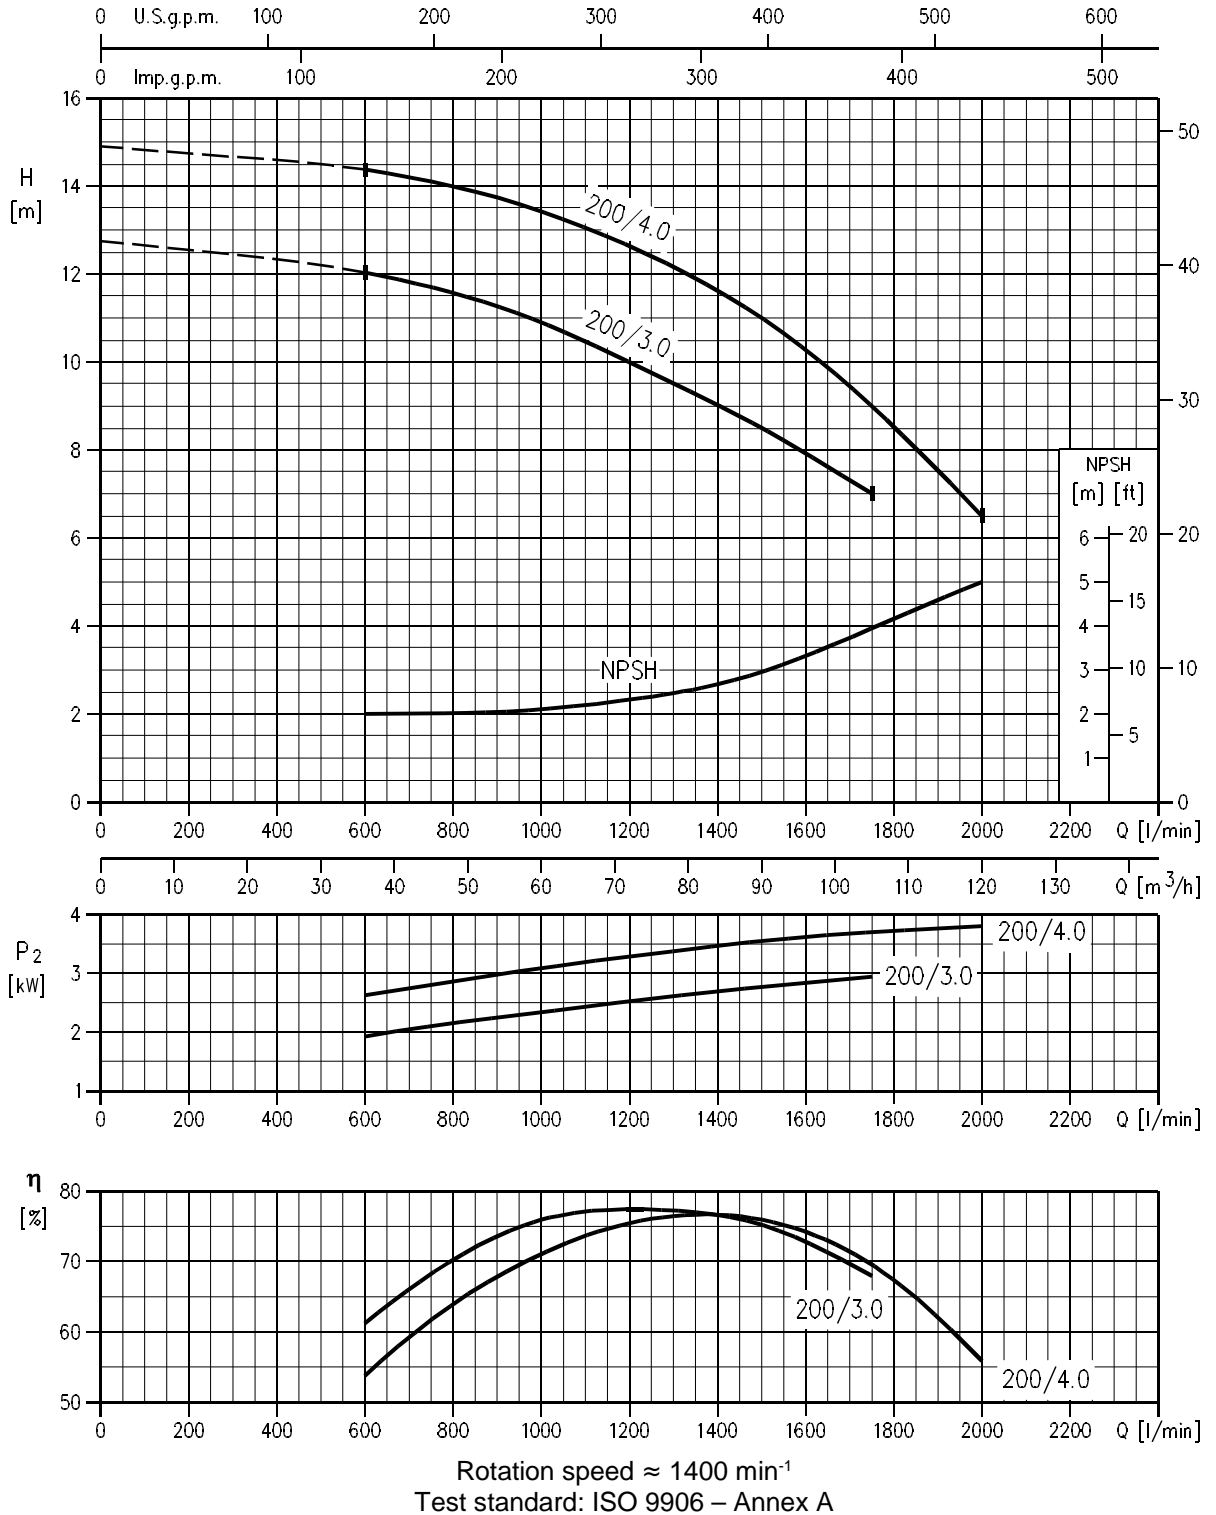 0 U.S.g.p.m. 100 200 300 400 500 600
0 Imp.g.p.m. 100 200 300 400 500
16
50
H
[m]
14
200/4.0
12
40
200/3.0
10
30
8
NPSH
[m] [ft]
6
6
20
20
5
15
4
4
NPSH
3
10
10
2
2
5
1
0
0
0 200 400 600 800 1000 1200 1400 1600 1800 2000 2200 Q [l/min]
0 10 20 30 40 50 60 70 80 90 100 110 120 130 Q [m³/h]
4
P2
[kW]
200/4.0
3
200/3.0
2
1
0 200 400 600 800 1000 1200 1400 1600 1800 2000 2200 Q [l/min]
η
[%]
80
70
200/3.0
60
200/4.0
50
0 200 400 600 800 1000 1200 1400 1600 1800 2000 2200 Q [l/min]
Rotation speed ≈ 1400 min⁻¹
Test standard: ISO 9906 – Annex A